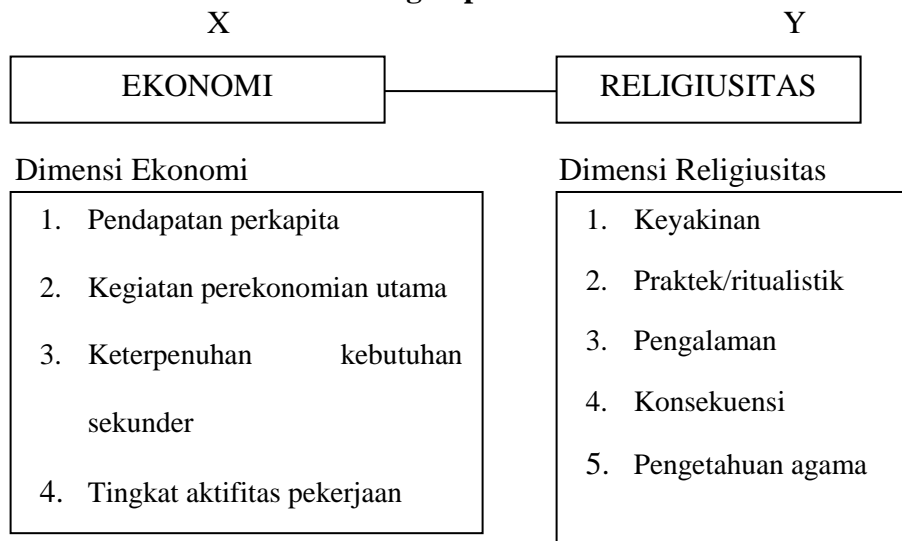 X Y
EKONOMI RELIGIUSITAS
Dimensi Ekonomi Dimensi Religiusitas
1. Pendapatan perkapita
2. Kegiatan perekonomian utama
3. Keterpenuhan kebutuhan
sekunder
4. Tingkat aktifitas pekerjaan
1. Keyakinan
2. Praktek/ritualistik
3. Pengalaman
4. Konsekuensi
5. Pengetahuan agama